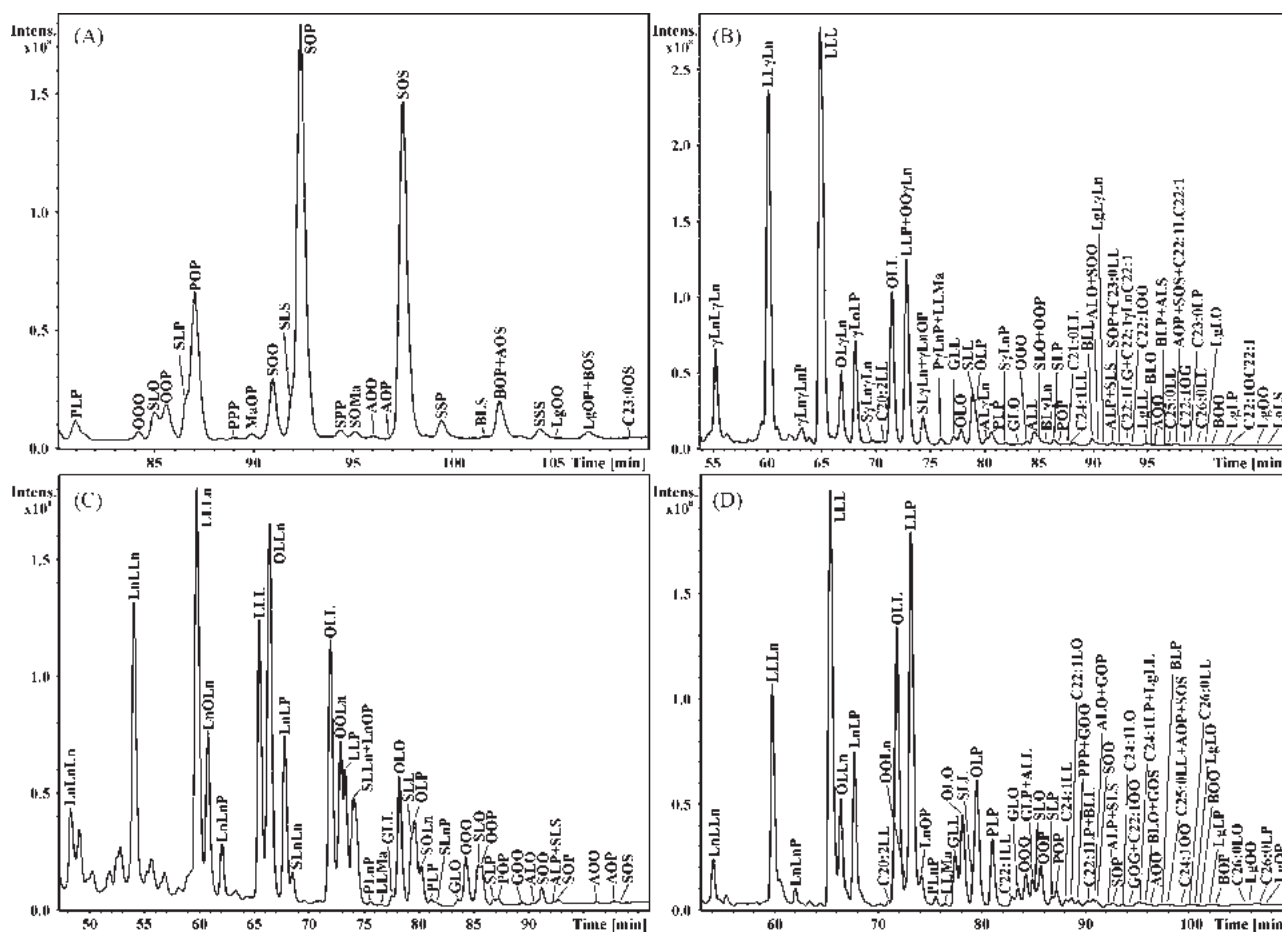 (A)
Intens.
x10⁸
1.5
1.0
0.5
0.0
PLP
OOO
SLO
OOP
SLP
POP
PPP
MaOP
SOO
SLS
SOP
SPP
SOMa
AOO
AOP
SOS
SSP
BLS
BOP+AOS
SSS
LgOO
LgOP+BOS
C23:0OS
85
90
95
100
105
Time [min]
(B)
Intens.
x10⁸
2.5
2.0
1.5
1.0
0.5
0.0
γLnLγLn
LLγLn
γLnγLnP
LLL
OLγLn
γLnLP
SγLnγLn
C20:2LL
OLL
LLP+OOγLn
SLγLn+γLnOP
PγLnP+LLMa
GLL
OLO
SLL
OLP
ALγLn
PLP
SγLnP
GLO
OOO
ALL
SLO+OOP
BLγLn
SLP
POP
C21:0LL
C24:1LL
BLL
ALO+SOO
LgLγLn
ALP+SLS
SOP+C23:0LL
C22:1LG+C22:1γLnC22:1
LgLL
C22:1OO
BLO
AOO
BLP+ALS
C25:0LL
AOP+SOS+C22:1LC22:1
C22:1OG
C23:0LP
C26:0LL
BOO
LgLO
LgLP
C22:1OC22:1
LgOO
LgLS
55
60
65
70
75
80
85
90
95
Time [min]
(C)
Intens.
x10⁸
1.5
1.0
0.5
0.0
LnLnLn
LnLLn
LLLn
LnOLn
LnLnP
LLL
OLLn
LnLP
SLnLn
OLL
OOLn
LLP
SLLn+LnOP
PLnP
LLMa
GLL
OLO
SLL
OLP
SOLn
PLP
SLnP
GLO
OOO
SLO
OOP
SLP
POP
GOO
ALO
SOO
ALP+SLS
SOP
AOO
AOP
SOS
50
60
70
80
90
Time [min]
(D)
Intens.
x10⁸
1.5
1.0
0.5
0.0
LnLLn
LLLn
LnLnP
LLL
OLLn
LnLP
C20:2LL
OOLn
OLL
LLP
LnOP
PLnP
LLMa
GLL
OLO
SLL
OLP
PLP
C22:1LL
GLO
OOO
GLP+ALL
SLO
OOP
SLP
POP
C24:1LL
C22:1LO
C22:1LP+BLL
PPP+GOO
ALO+GOP
SOO
ALP+SLS
SOP
GOG+C22:1OO
C24:1LO
AOO
BLO+GOS
C24:1LP+LgLL
BLP
C24:1OO
C25:0LL+AOP+SOS
C26:0LL
LgLO
BOO
LgLP
BOP
C26:0LO
LgOO
C26:0LP
LgOP
60
70
80
90
100
Time [min]